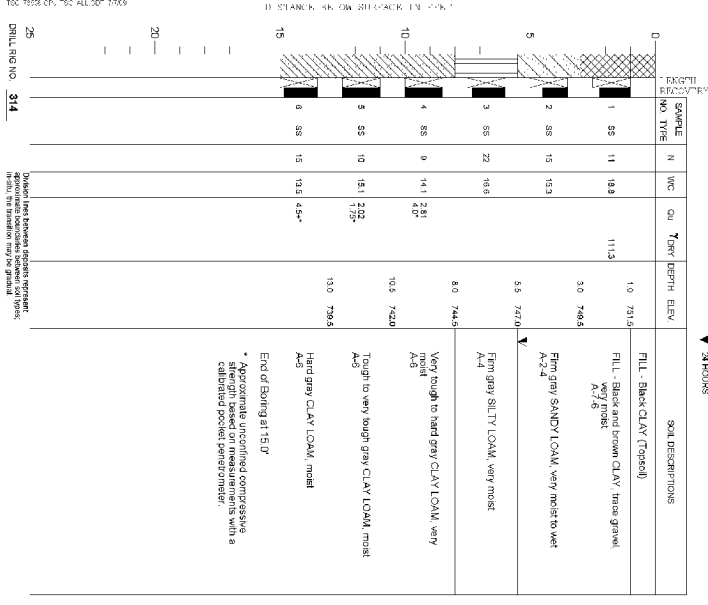 24 HOURS
DISTANCE BELOW SURFACE IN FEET
LENGTH
RECOVERY
SAMPLE
NO. TYPE
N
WC
Qu
γDRY
DEPTH
ELEV.
SOIL DESCRIPTIONS
0
1.0 751.5
FILL - Black CLAY (Topsoil)
1 SS 11 18.8 111.3
FILL - Black and brown CLAY, trace gravel,
very moist
A-7-6
3.0 749.5
2 SS 15 15.3
Firm gray SANDY LOAM, very moist to wet
A-2-4
5
5.5 747.0
3 SS 22 16.6
Firm gray SILTY LOAM, very moist
A-4
8.0 744.5
4 SS 9 14.1 2.81
4.0*
Very tough to hard gray CLAY LOAM, very
moist
A-6
10
10.5 742.0
5 SS 10 15.1 2.02
1.75*
Tough to very tough gray CLAY LOAM, moist
A-6
13.0 739.5
6 SS 15 13.5 4.5+*
Hard gray CLAY LOAM, moist
A-6
15
End of Boring at 15.0'
* Approximate unconfined compressive
strength based on measurements with a
calibrated pocket penetrometer.
20
25
Division lines between deposits represent
approximate boundaries between soil types;
in-situ, the transition may be gradual.
DRILL RIG NO. 314